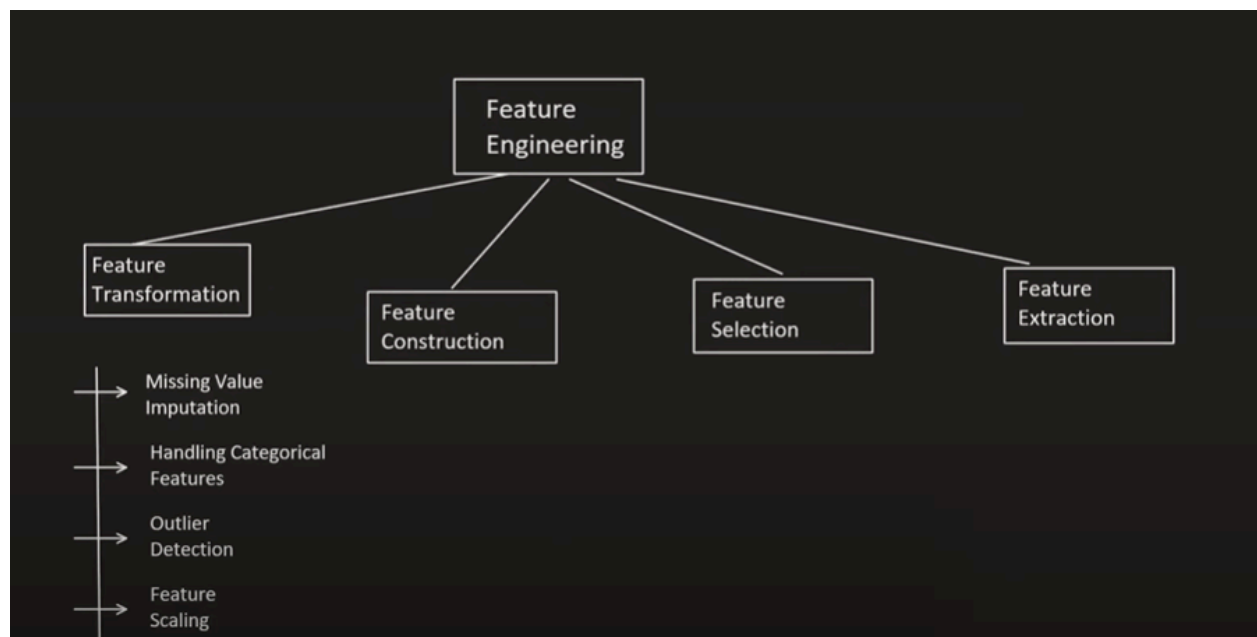 Feature
Engineering
Feature
Transformation
Feature
Construction
Feature
Selection
Feature
Extraction
Missing Value
Imputation
Handling Categorical
Features
Outlier
Detection
Feature
Scaling